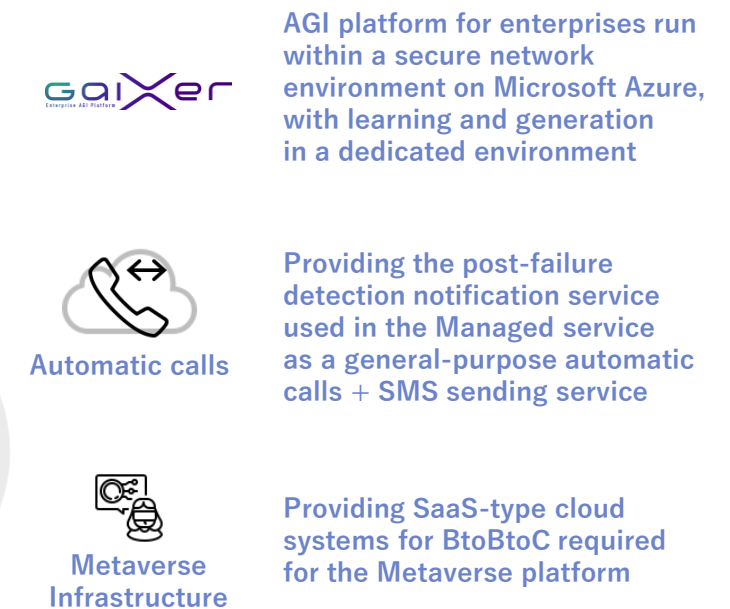 GaiXer
Enterprise AGI Platform
AGI platform for enterprises run
within a secure network
environment on Microsoft Azure,
with learning and generation
in a dedicated environment
Automatic calls
Providing the post-failure
detection notification service
used in the Managed service
as a general-purpose automatic
calls + SMS sending service
Metaverse
Infrastructure
Providing SaaS-type cloud
systems for BtoBtoC required
for the Metaverse platform